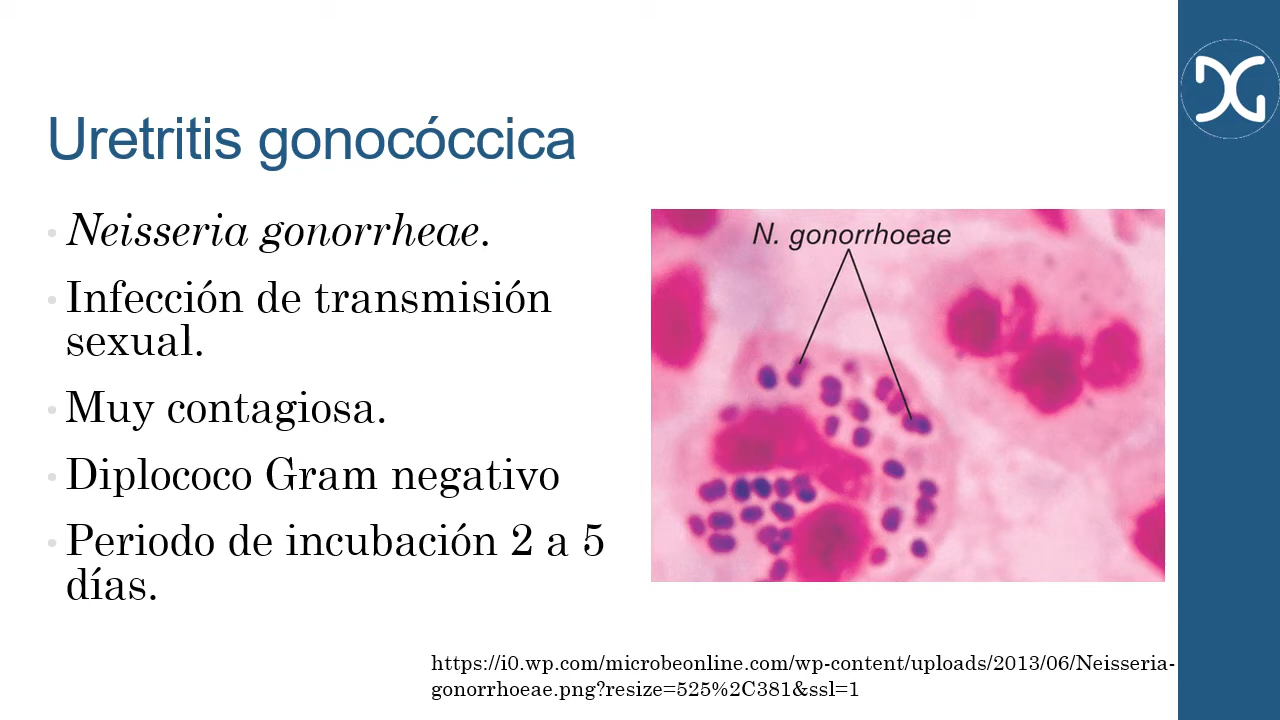 Uretritis gonocóccica
Neisseria gonorrheae.
Infección de transmisión
sexual.
Muy contagiosa.
Diplococo Gram negativo
Periodo de incubación 2 a 5
días.
N. gonorrhoeae
https://i0.wp.com/microbeonline.com/wp-content/uploads/2013/06/Neisseria-
gonorrhoeae.png?resize=525%2C381&ssl=1